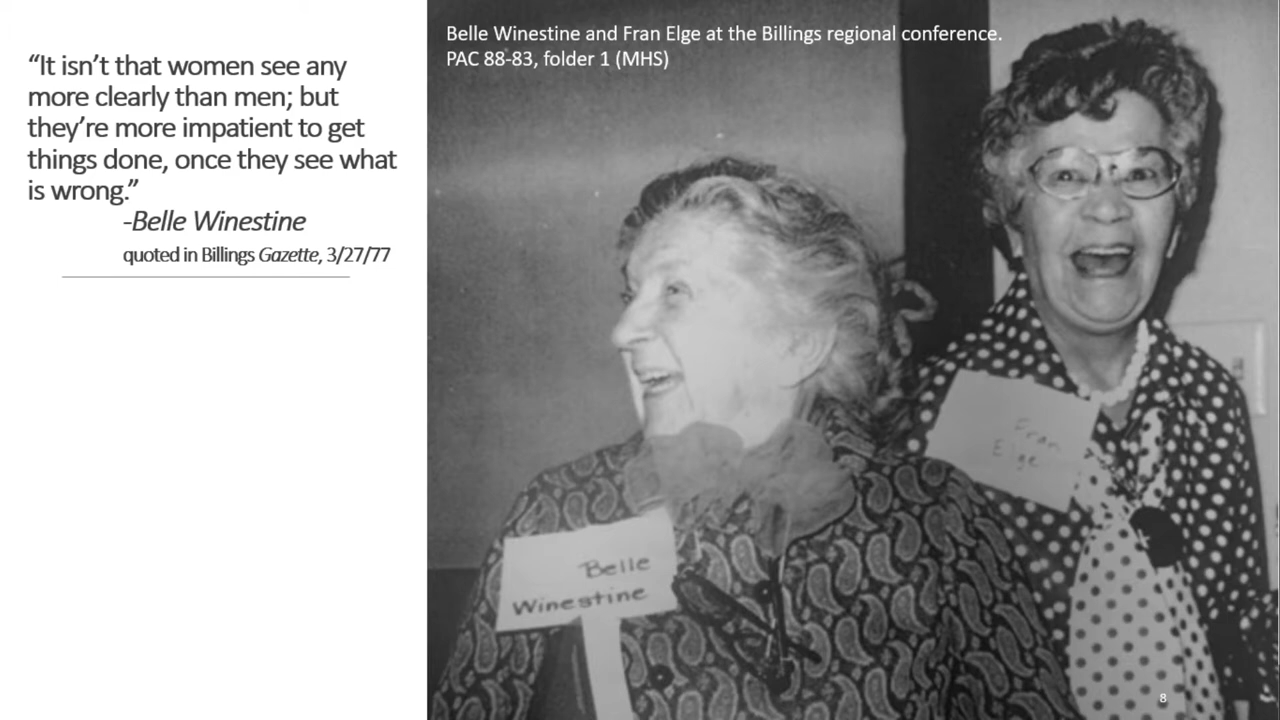 “It isn’t that women see any
more clearly than men; but
they’re more impatient to get
things done, once they see what
is wrong.”
-Belle Winestine
quoted in Billings Gazette, 3/27/77
Belle Winestine and Fran Elge at the Billings regional conference.
PAC 88-83, folder 1 (MHS)
Fran
Elge
Belle
Winestine
8